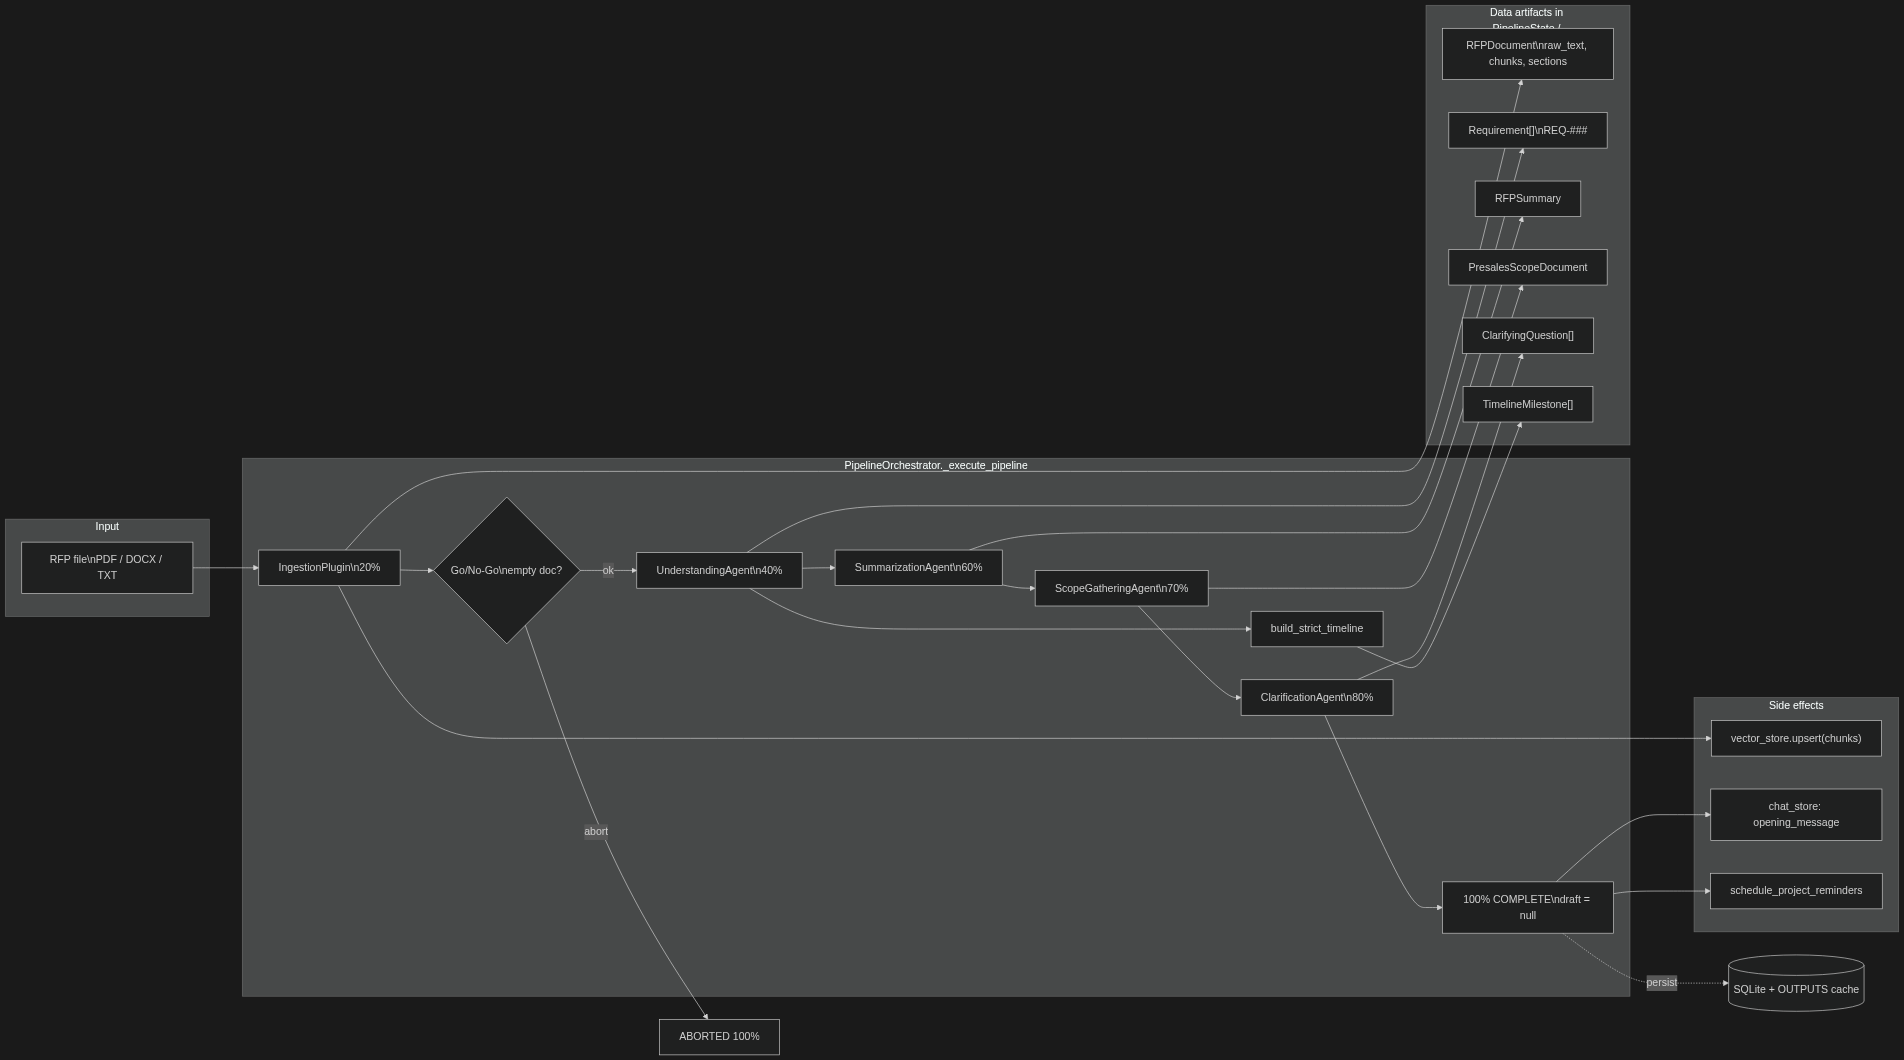 Data artifacts in
PipelineState /
RFPDocument\nraw_text,
chunks, sections
Requirement[]\nREQ-###
RFPSummary
PresalesScopeDocument
ClarifyingQuestion[]
TimelineMilestone[]
PipelineOrchestrator._execute_pipeline
Input
RFP file\nPDF / DOCX /
TXT
IngestionPlugin\n20%
Go/No-Go\nempty doc?
ok
UnderstandingAgent\n40%
SummarizationAgent\n60%
ScopeGatheringAgent\n70%
build_strict_timeline
ClarificationAgent\n80%
abort
100% COMPLETE\ndraft =
null
ABORTED 100%
Side effects
vector_store.upsert(chunks)
chat_store:
opening_message
schedule_project_reminders
persist
SQLite + OUTPUTS cache